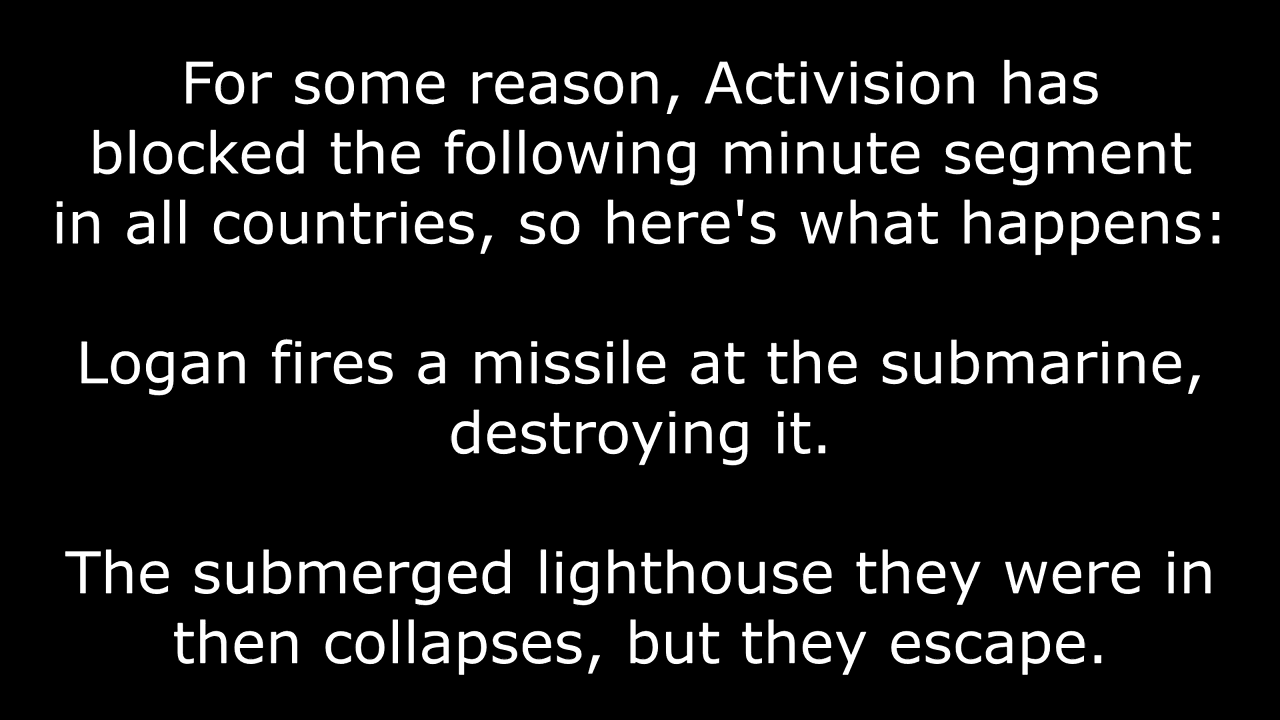 For some reason, Activision has
blocked the following minute segment
in all countries, so here's what happens:
Logan fires a missile at the submarine,
destroying it.
The submerged lighthouse they were in
then collapses, but they escape.